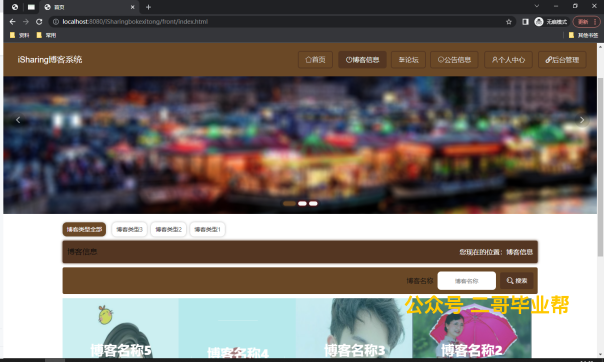 首页
localhost:8080/iSharingbokexitong/front/index.html
无痕模式
更新
资料
常用
其他书签
iSharing博客系统
首页
博客信息
论坛
公告信息
个人中心
后台管理
博客类型全部
博客类型3
博客类型2
博客类型1
博客信息
您现在的位置：博客信息
博客名称
博客名称
搜索
公众号 二哥毕业帮
博客名称5
博客名称4
博客名称3
博客名称2